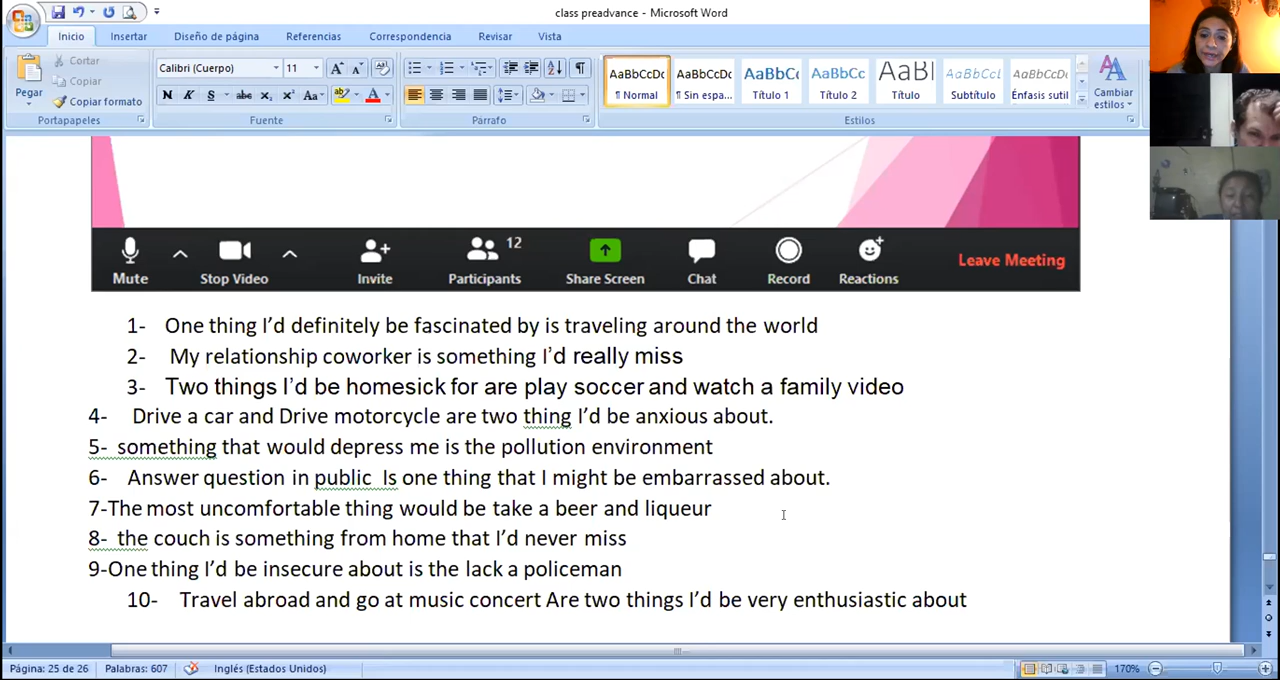 class preadvance - Microsoft Word
Inicio Insertar Diseño de página Referencias Correspondencia Revisar Vista
Pegar Cortar Copiar Copiar formato
Calibri (Cuerpo) 11
N K S abc x₂ x² Aa
AaBbCcDc AaBbCcDc AaBbCc AaBbCc AaBl AaBbCcL AaBbCcDc
¶ Normal ¶ Sin espa... Título 1 Título 2 Título Subtítulo Énfasis sutil
Cambiar estilos
Portapapeles Fuente Párrafo Estilos
12
Mute Stop Video Invite Participants Share Screen Chat Record Reactions Leave Meeting
1- One thing I’d definitely be fascinated by is traveling around the world
2- My relationship coworker is something I’d really miss
3- Two things I’d be homesick for are play soccer and watch a family video
4- Drive a car and Drive motorcycle are two thing I’d be anxious about.
5- something that would depress me is the pollution environment
6- Answer question in public Is one thing that I might be embarrassed about.
7-The most uncomfortable thing would be take a beer and liqueur
8- the couch is something from home that I’d never miss
9-One thing I’d be insecure about is the lack a policeman
10- Travel abroad and go at music concert Are two things I’d be very enthusiastic about
Página: 25 de 26 Palabras: 607 Inglés (Estados Unidos) 170%